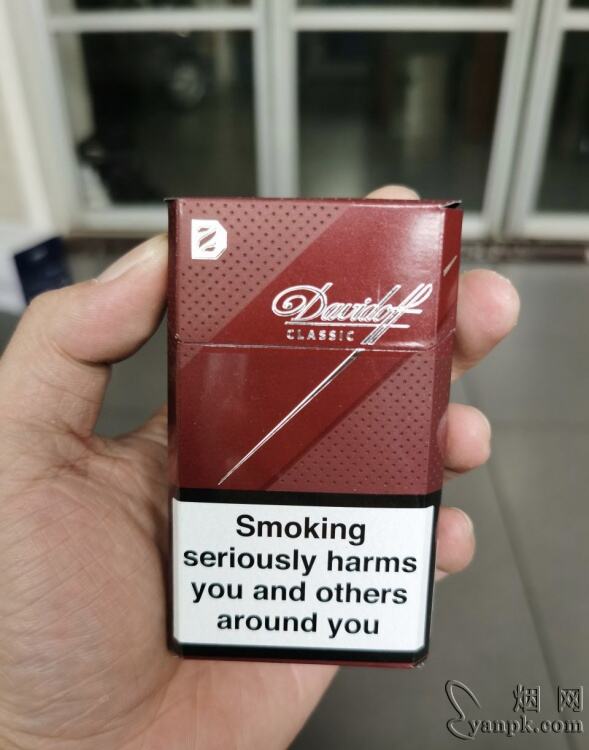 Davidoff
CLASSIC
Smoking
seriously harms
you and others
around you
烟网
yanpk.com